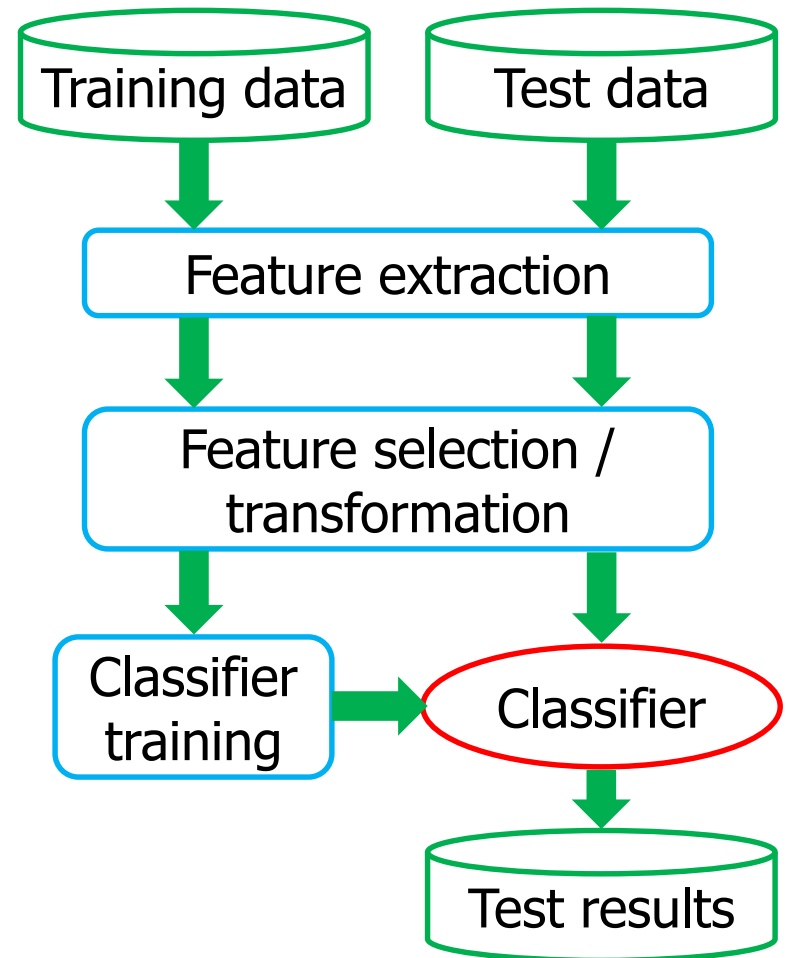 Training data
Test data
Feature extraction
Feature selection /
transformation
Classifier
training
Classifier
Test results